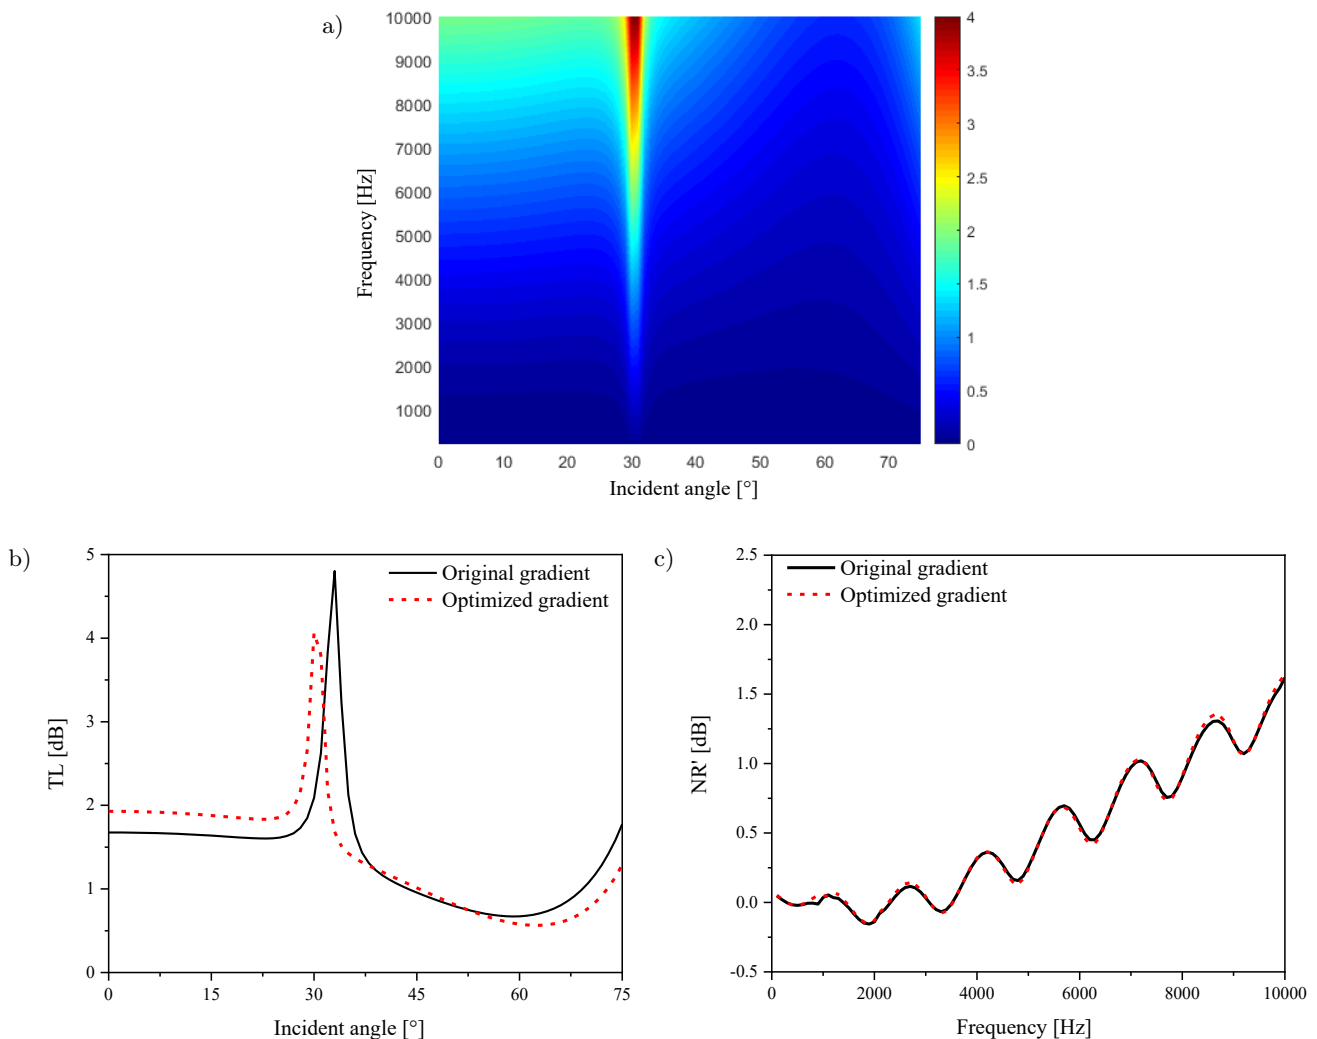 a)
10000
9000
8000
7000
6000
5000
4000
3000
2000
1000
Frequency [Hz]
0 10 20 30 40 50 60 70
Incident angle [°]
4
3.5
3
2.5
2
1.5
1
0.5
0
b)
5
4
3
2
1
0
TL [dB]
Original gradient
Optimized gradient
0 15 30 45 60 75
Incident angle [°]
c)
2.5
2.0
1.5
1.0
0.5
0.0
-0.5
NR' [dB]
Original gradient
Optimized gradient
0 2000 4000 6000 8000 10000
Frequency [Hz]